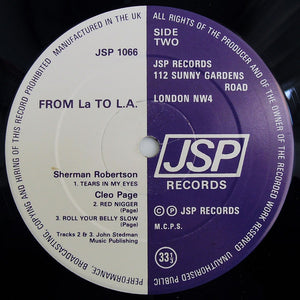 MANUFACTURED IN U.K.
ALL RIGHTS OF THE PRODUCER AND OF THE OWNER OF THE RECORDED WORK RESERVED
UNAUTHORISED PUBLIC
PERFORMANCE, BROADCASTING, COPYING AND HIRING OF THIS RECORD PROHIBITED
JSP 1066
FROM La TO L.A.
Sherman Robertson
1. TEARS IN MY EYES
Cleo Page
2. RED NIGGER
(Page)
3. ROLL YOUR BELLY SLOW
(Page)
Tracks 2 & 3. John Stedman
Music Publishing
SIDE
TWO
JSP RECORDS
112 SUNNY GARDENS
ROAD
LONDON NW4
JSP
RECORDS
© ℗ JSP RECORDS
M.C.P.S.
33⅓